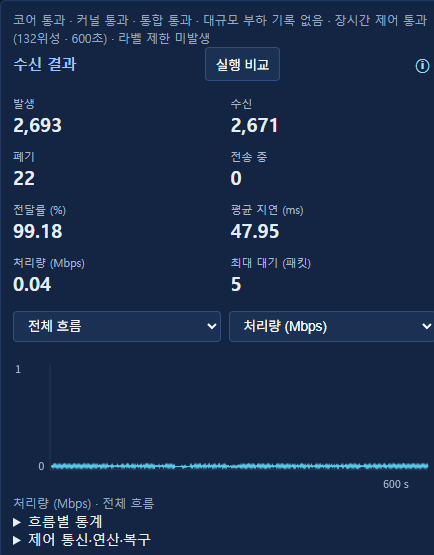 코어 통과 · 커널 통과 · 통합 통과 · 대규모 부하 기록 없음 · 장시간 제어 통과
(132위성 · 600초) · 라벨 제한 미발생
수신 결과 실행 비교
발생 수신
2,693 2,671
폐기 전송 중
22 0
전달률 (%) 평균 지연 (ms)
99.18 47.95
처리량 (Mbps) 최대 대기 (패킷)
0.04 5
전체 흐름 처리량 (Mbps)
1
0
600 s
처리량 (Mbps) · 전체 흐름
▶ 흐름별 통계
▶ 제어 통신·연산·복구